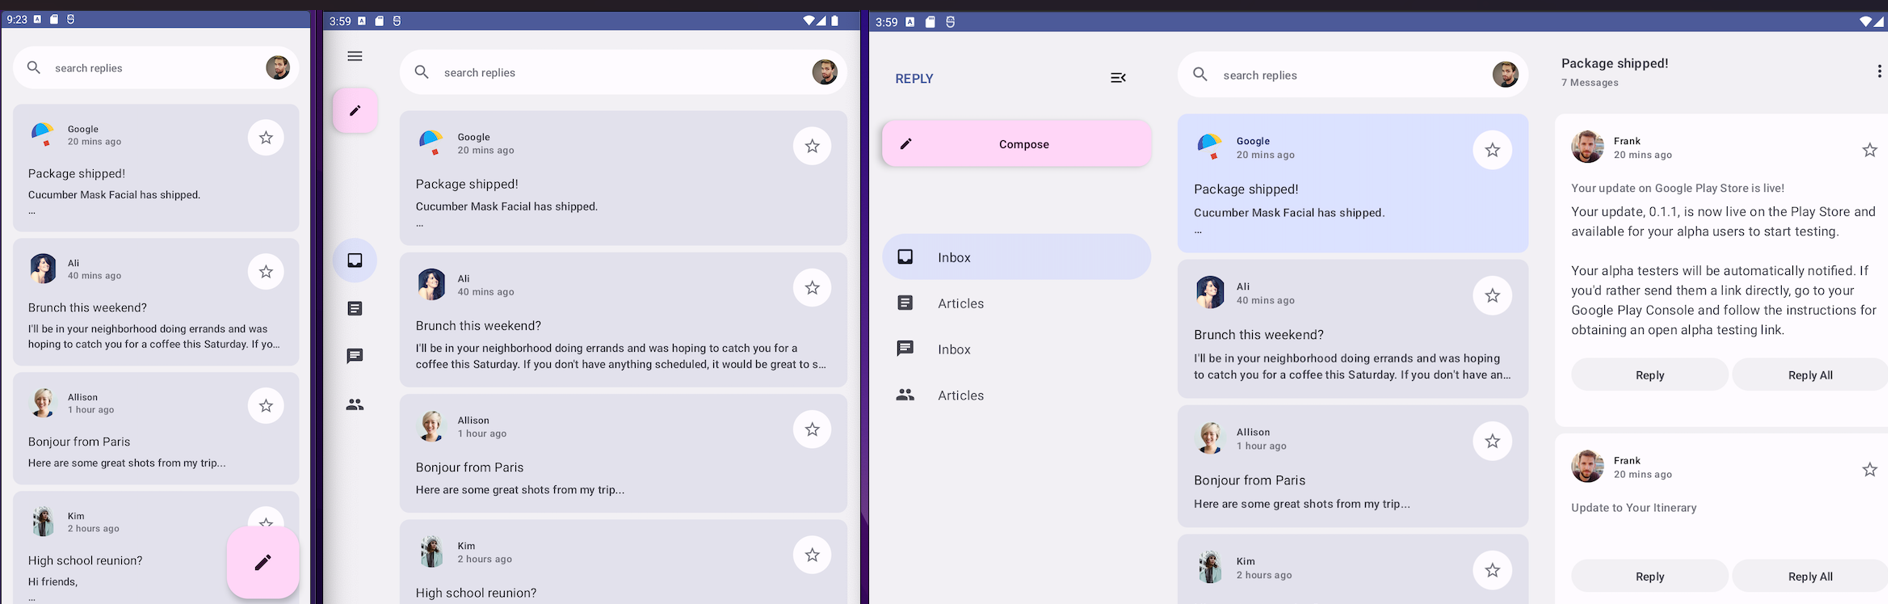 9:23
search replies
Google
20 mins ago
Package shipped!
Cucumber Mask Facial has shipped.
...
Ali
40 mins ago
Brunch this weekend?
I'll be in your neighborhood doing errands and was
hoping to catch you for a coffee this Saturday. If yo...
Allison
1 hour ago
Bonjour from Paris
Here are some great shots from my trip...
Kim
2 hours ago
High school reunion?
Hi friends,
...
3:59
search replies
Google
20 mins ago
Package shipped!
Cucumber Mask Facial has shipped.
...
Ali
40 mins ago
Brunch this weekend?
I'll be in your neighborhood doing errands and was hoping to catch you for a
coffee this Saturday. If you don't have anything scheduled, it would be great to s...
Allison
1 hour ago
Bonjour from Paris
Here are some great shots from my trip...
Kim
2 hours ago
High school reunion?
3:59
REPLY
Compose
Inbox
Articles
Inbox
Articles
search replies
Google
20 mins ago
Package shipped!
Cucumber Mask Facial has shipped.
...
Ali
40 mins ago
Brunch this weekend?
I'll be in your neighborhood doing errands and was hoping
to catch you for a coffee this Saturday. If you don't have an...
Allison
1 hour ago
Bonjour from Paris
Here are some great shots from my trip...
Kim
2 hours ago
Package shipped!
7 Messages
Frank
20 mins ago
Your update on Google Play Store is live!
Your update, 0.1.1, is now live on the Play Store and
available for your alpha users to start testing.
Your alpha testers will be automatically notified. If
you'd rather send them a link directly, go to your
Google Play Console and follow the instructions for
obtaining an open alpha testing link.
Reply
Reply All
Frank
20 mins ago
Update to Your Itinerary
Reply
Reply All